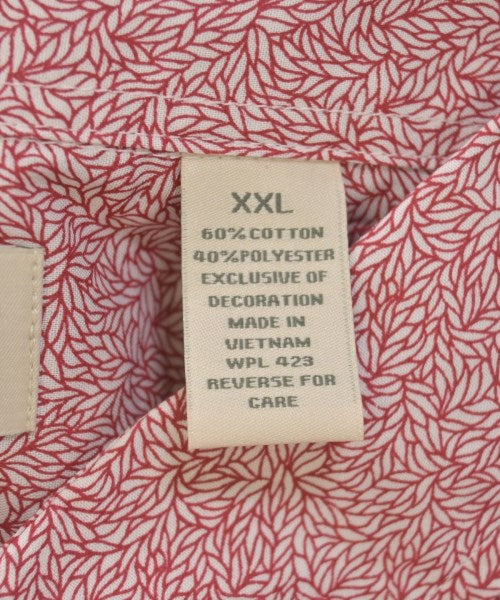 XXL
60% COTTON
40% POLYESTER
EXCLUSIVE OF
DECORATION
MADE IN
VIETNAM
WPL 423
REVERSE FOR
CARE